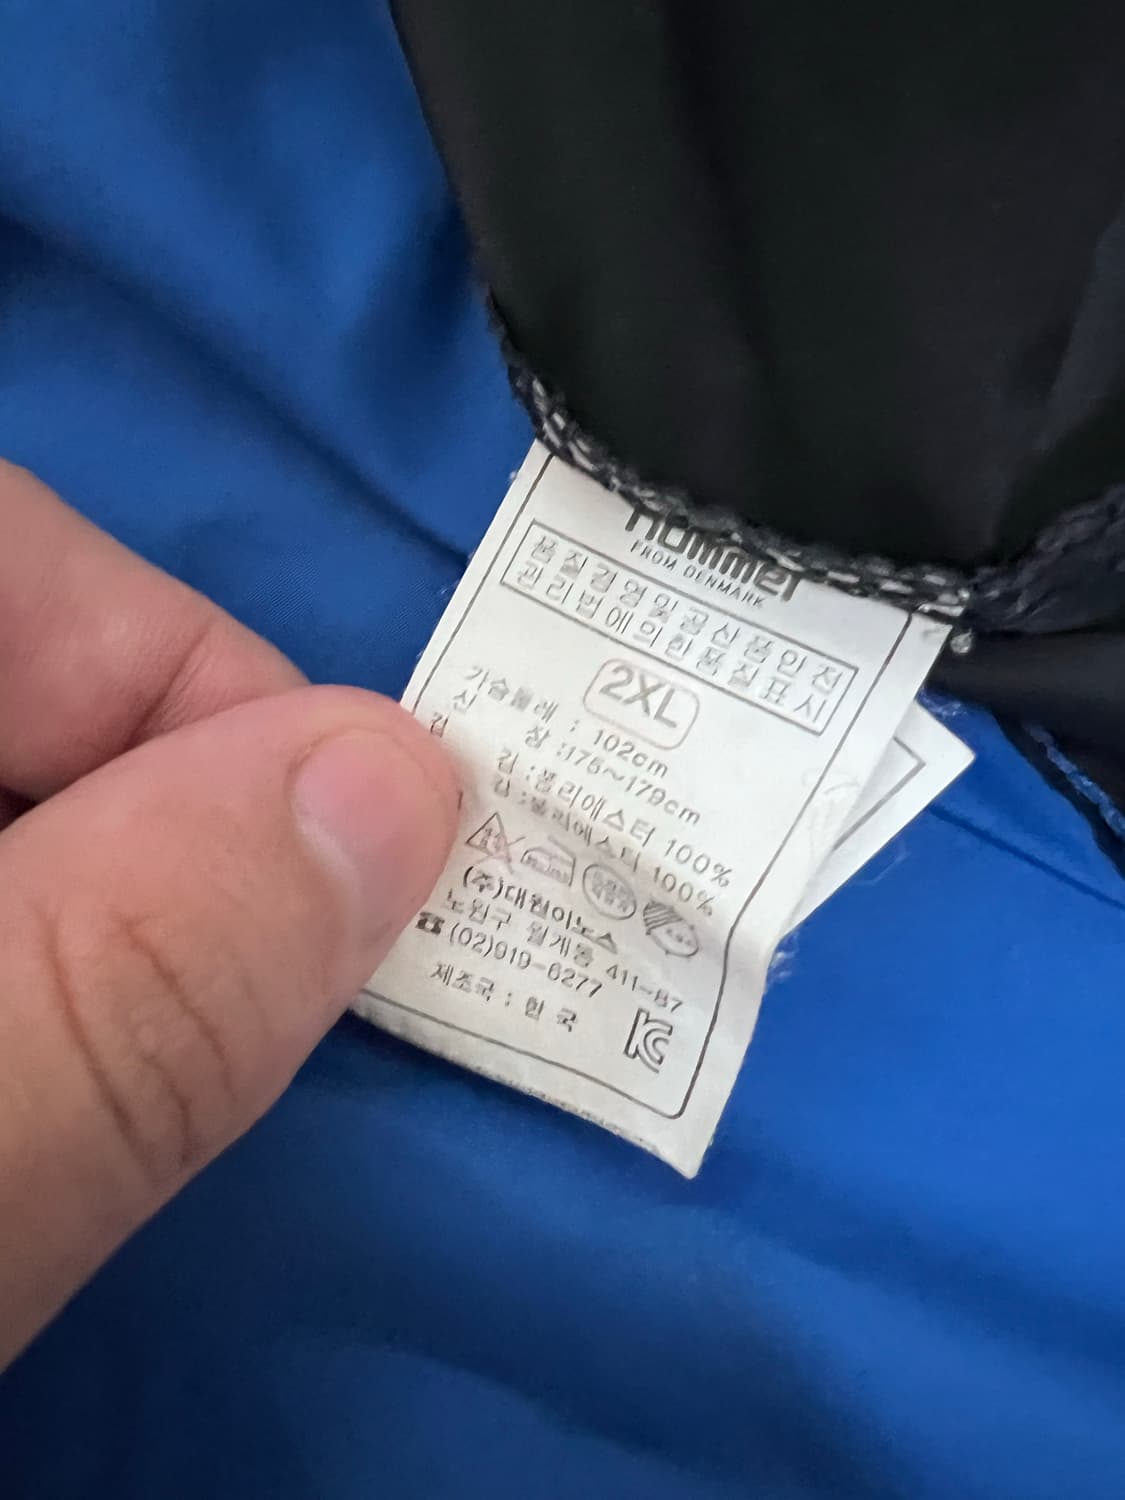 hummel
FROM DENMARK
품질경영및공산품안전
관리법에의한품질표시
2XL
가슴둘레 : 102cm
신 장 :175~179cm
겉 감 :폴리에스터 100%
감 :폴리에스터 100%
(주)대원이노스
노원구 월계동 411-87
☎ (02)919-6277
제조국 : 한 국
KC